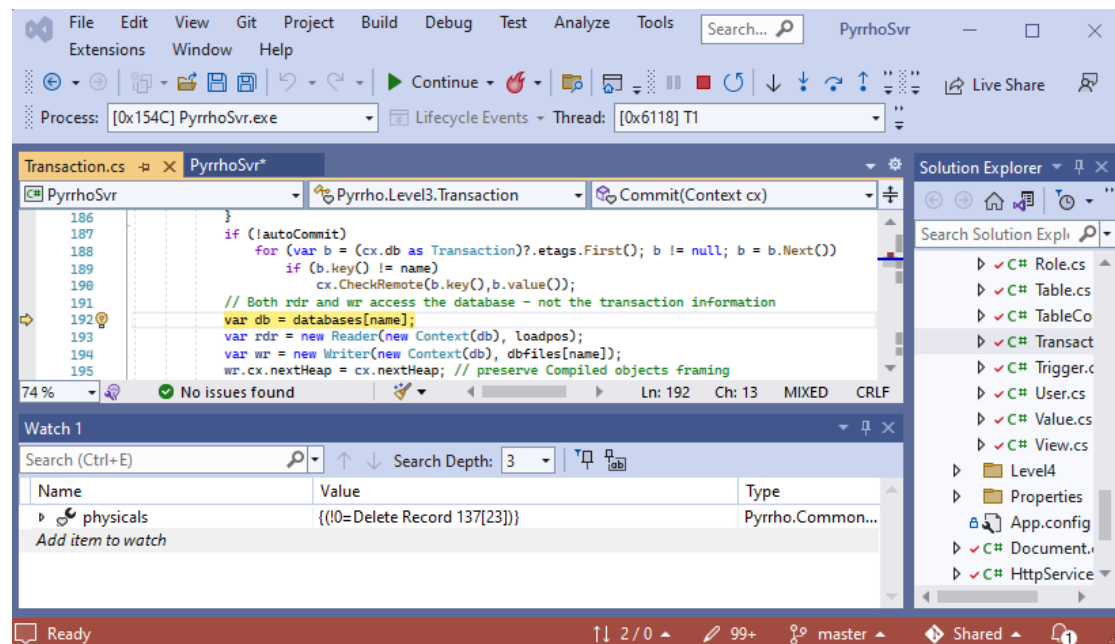 File Edit View Git Project Build Debug Test Analyze Tools Search... PyrrhoSvr
Extensions Window Help
Continue Live Share
Process: [0x154C] PyrrhoSvr.exe Lifecycle Events Thread: [0x6118] T1
Transaction.cs PyrrhoSvr*
C# PyrrhoSvr Pyrrho.Level3.Transaction Commit(Context cx)
186 }
187 if (!autoCommit)
188 for (var b = (cx.db as Transaction)?.etags.First(); b != null; b = b.Next())
189 if (b.key() != name)
190 cx.CheckRemote(b.key(),b.value());
191 // Both rdr and wr access the database - not the transaction information
192 var db = databases[name];
193 var rdr = new Reader(new Context(db), loadpos);
194 var wr = new Writer(new Context(db), dbfiles[name]);
195 wr.cx.nextHeap = cx.nextHeap; // preserve Compiled objects framing
74 % No issues found Ln: 192 Ch: 13 MIXED CRLF
Watch 1
Search (Ctrl+E) Search Depth: 3
Name Value Type
physicals {(!0=Delete Record 137[23])} Pyrrho.Common...
Add item to watch
Solution Explorer
Search Solution Expl
C# Role.cs
C# Table.cs
C# TableCo
C# Transact
C# Trigger.c
C# User.cs
C# Value.cs
C# View.cs
Level4
Properties
App.config
C# Document.
C# HttpService
Ready 2 / 0 99+ master Shared 1